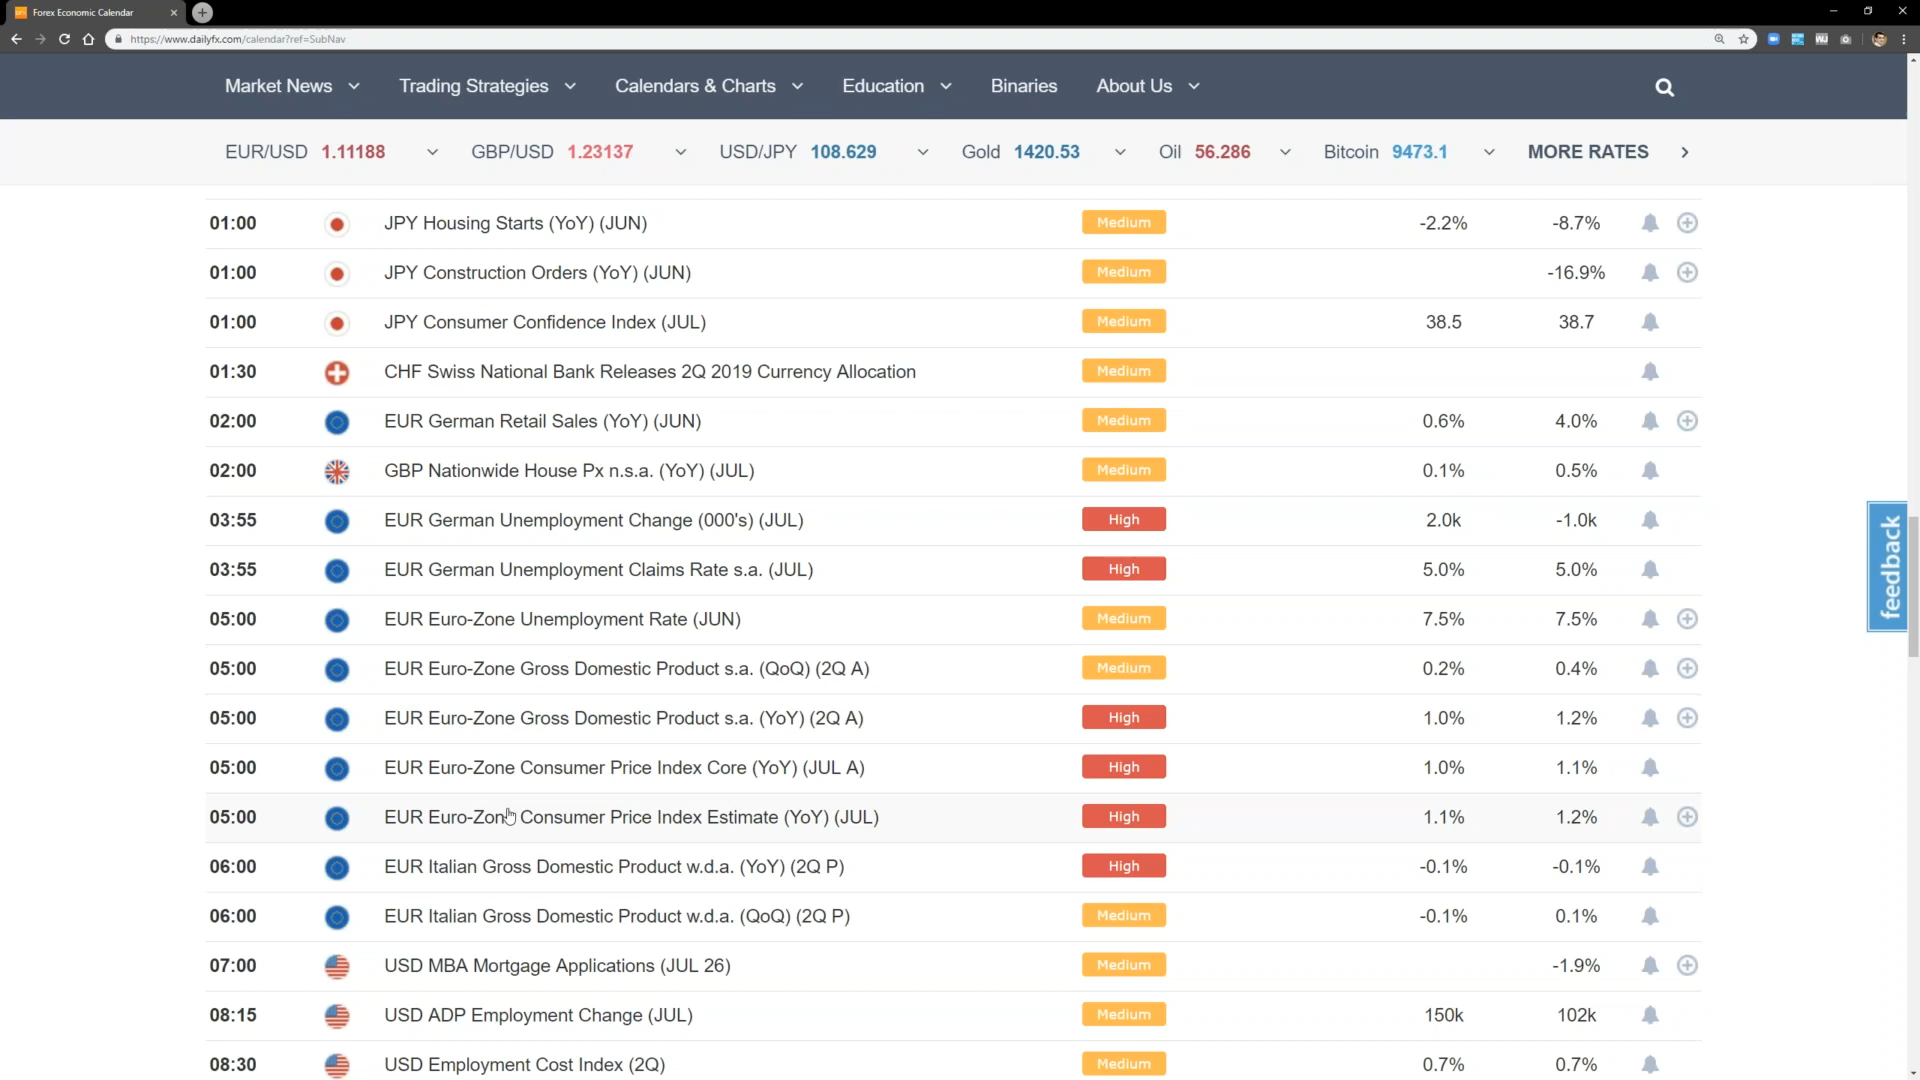 Forex Economic Calendar
https://www.dailyfx.com/calendar?ref=SubNav
Market News Trading Strategies Calendars & Charts Education Binaries About Us
EUR/USD 1.11188 GBP/USD 1.23137 USD/JPY 108.629 Gold 1420.53 Oil 56.286 Bitcoin 9473.1 MORE RATES
01:00 JPY Housing Starts (YoY) (JUN) Medium -2.2% -8.7%
01:00 JPY Construction Orders (YoY) (JUN) Medium -16.9%
01:00 JPY Consumer Confidence Index (JUL) Medium 38.5 38.7
01:30 CHF Swiss National Bank Releases 2Q 2019 Currency Allocation Medium
02:00 EUR German Retail Sales (YoY) (JUN) Medium 0.6% 4.0%
02:00 GBP Nationwide House Px n.s.a. (YoY) (JUL) Medium 0.1% 0.5%
03:55 EUR German Unemployment Change (000's) (JUL) High 2.0k -1.0k
03:55 EUR German Unemployment Claims Rate s.a. (JUL) High 5.0% 5.0%
05:00 EUR Euro-Zone Unemployment Rate (JUN) Medium 7.5% 7.5%
05:00 EUR Euro-Zone Gross Domestic Product s.a. (QoQ) (2Q A) Medium 0.2% 0.4%
05:00 EUR Euro-Zone Gross Domestic Product s.a. (YoY) (2Q A) High 1.0% 1.2%
05:00 EUR Euro-Zone Consumer Price Index Core (YoY) (JUL A) High 1.0% 1.1%
05:00 EUR Euro-Zone Consumer Price Index Estimate (YoY) (JUL) High 1.1% 1.2%
06:00 EUR Italian Gross Domestic Product w.d.a. (YoY) (2Q P) High -0.1% -0.1%
06:00 EUR Italian Gross Domestic Product w.d.a. (QoQ) (2Q P) Medium -0.1% 0.1%
07:00 USD MBA Mortgage Applications (JUL 26) Medium -1.9%
08:15 USD ADP Employment Change (JUL) Medium 150k 102k
08:30 USD Employment Cost Index (2Q) Medium 0.7% 0.7%
feedback